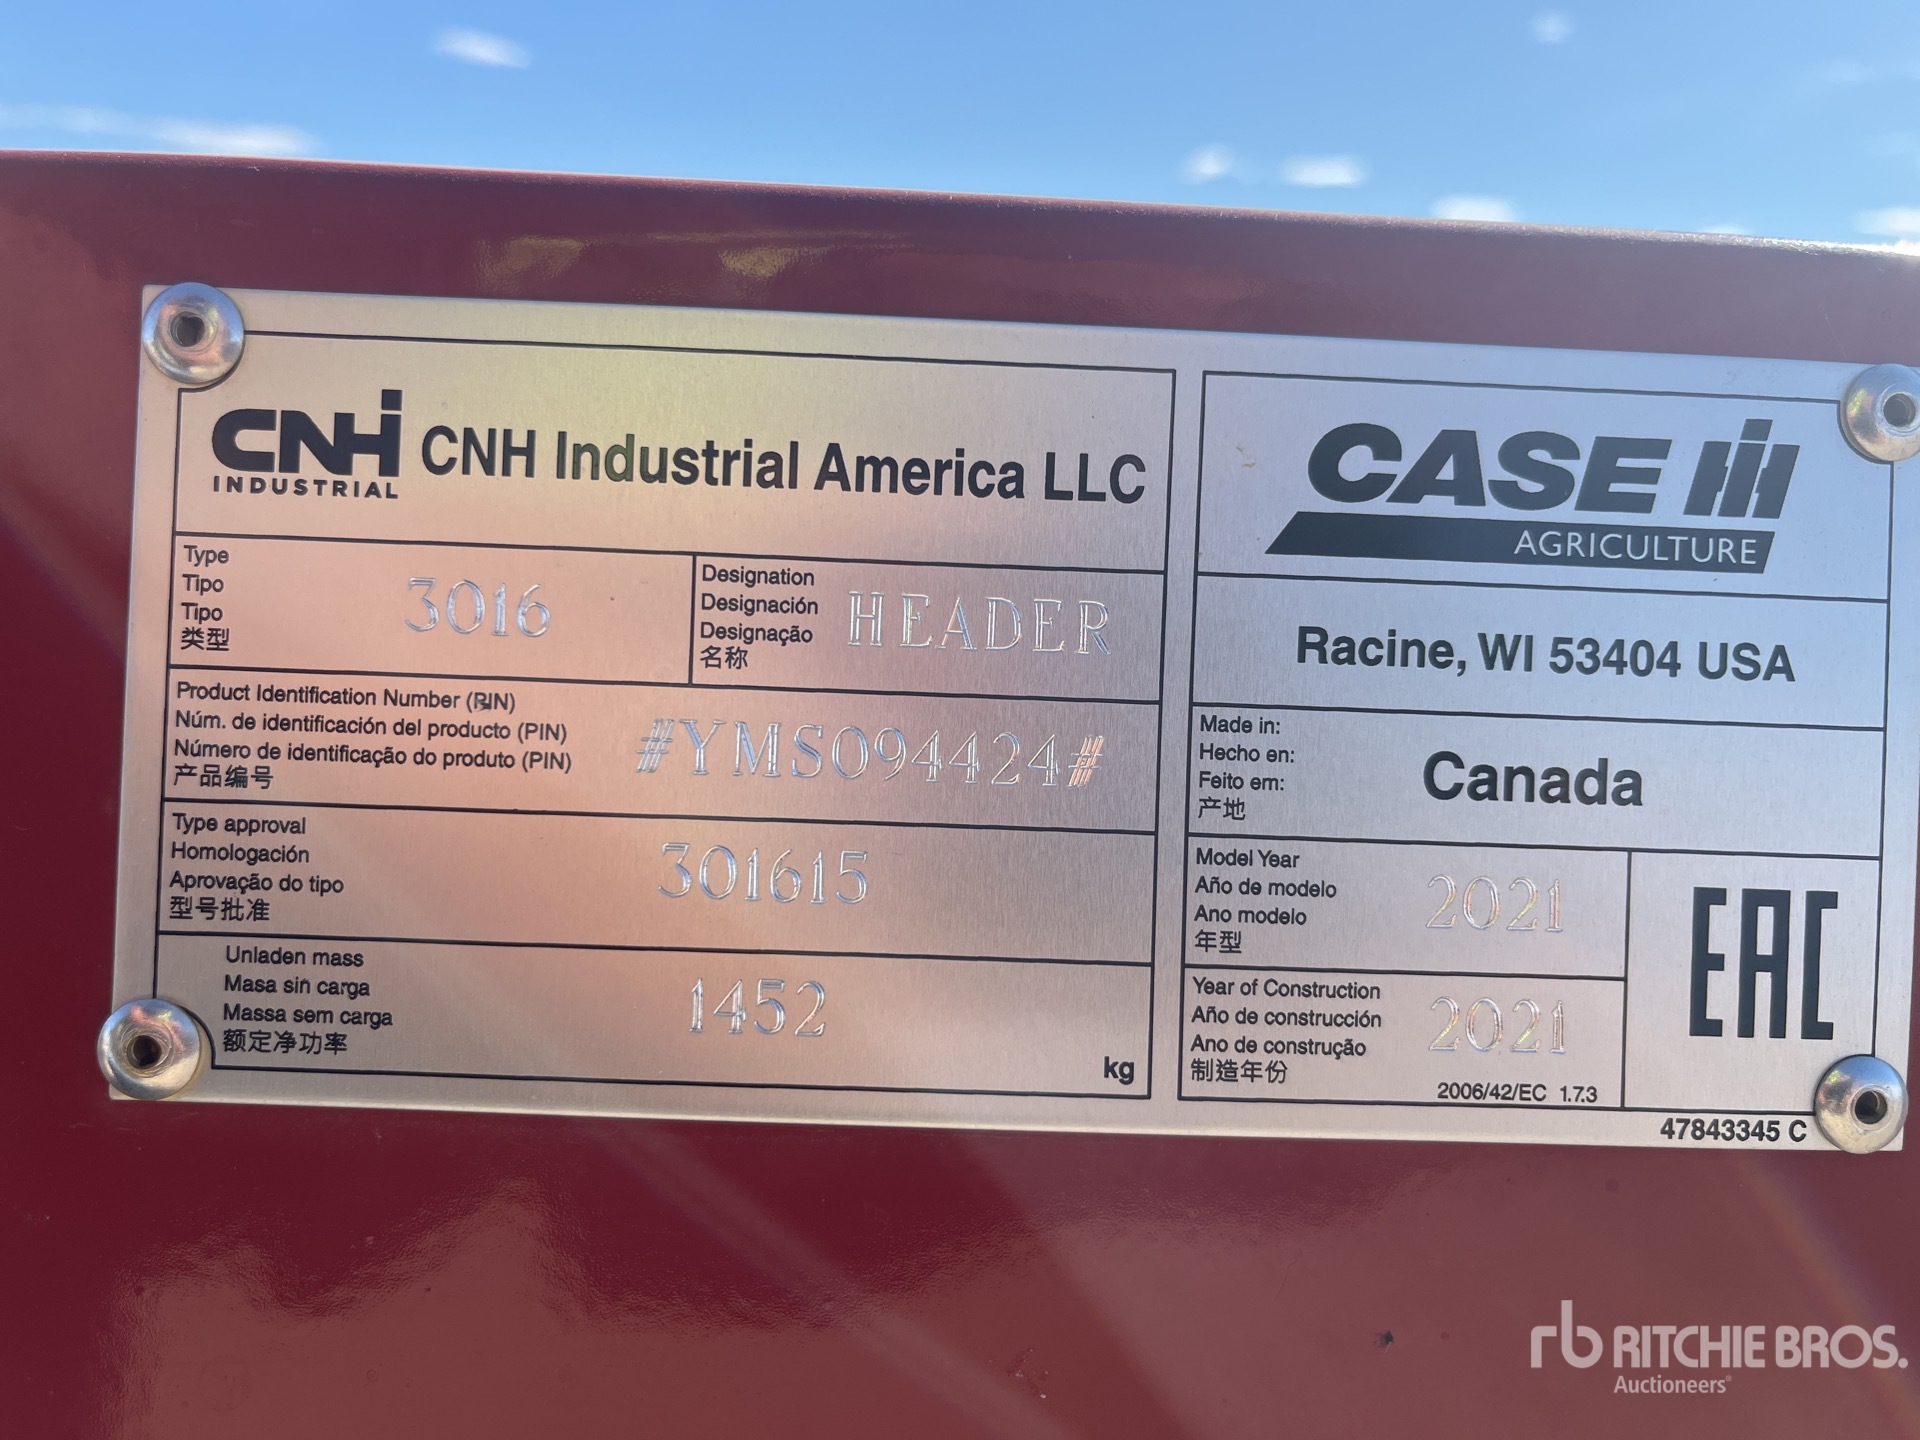 CNH INDUSTRIAL
CNH Industrial America LLC
Type
Tipo
Tipo
类型
3016
Designation
Designación
Designação
名称
HEADER
Product Identification Number (PIN)
Núm. de identificación del producto (PIN)
Número de identificação do produto (PIN)
产品编号
#YMS094424#
Type approval
Homologación
Aprovação do tipo
型号批准
301615
Unladen mass
Masa sin carga
Massa sem carga
额定净功率
1452
kg
CASE IH
AGRICULTURE
Racine, WI 53404 USA
Made in:
Hecho en:
Feito em:
产地
Canada
Model Year
Año de modelo
Ano modelo
年型
2021
Year of Construction
Año de construcción
Ano de construção
制造年份
2021
2006/42/EC 1.7.3
EAC
47843345 C
rb RITCHIE BROS.
Auctioneers®